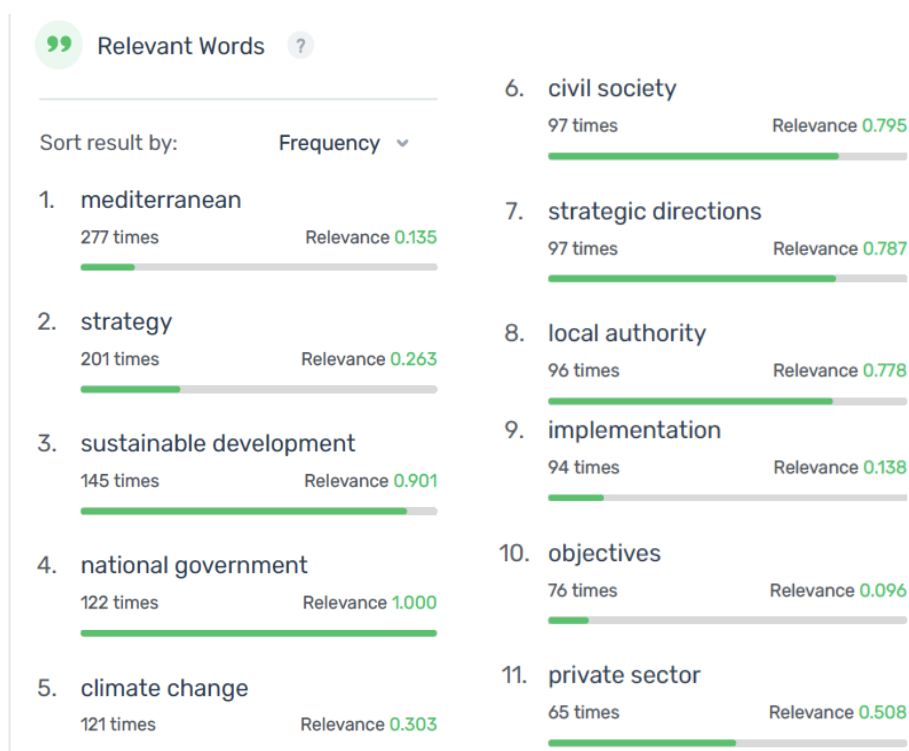 Relevant Words ?
Sort result by: Frequency
1. mediterranean
277 times Relevance 0.135
2. strategy
201 times Relevance 0.263
3. sustainable development
145 times Relevance 0.901
4. national government
122 times Relevance 1.000
5. climate change
121 times Relevance 0.303
6. civil society
97 times Relevance 0.795
7. strategic directions
97 times Relevance 0.787
8. local authority
96 times Relevance 0.778
9. implementation
94 times Relevance 0.138
10. objectives
76 times Relevance 0.096
11. private sector
65 times Relevance 0.508